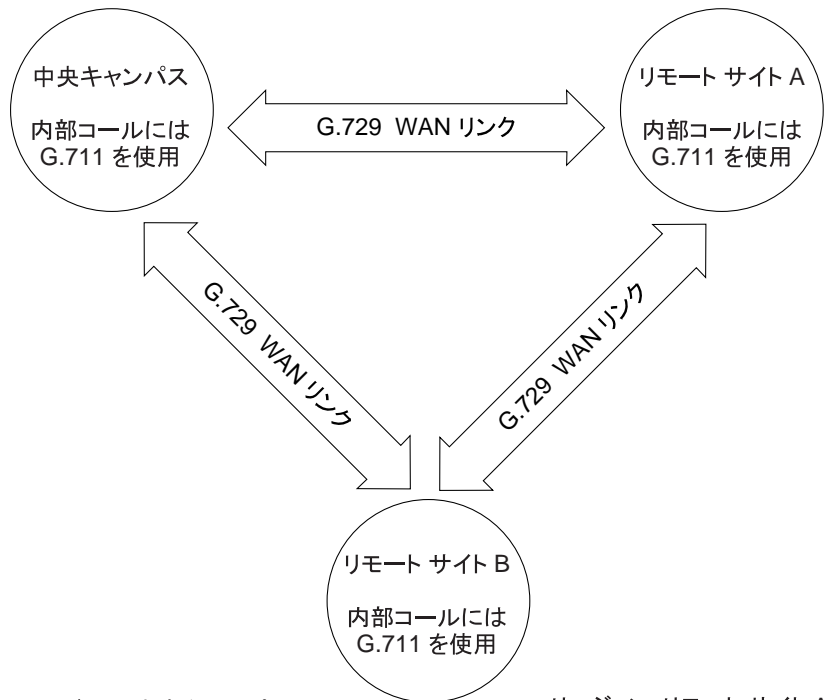 中央キャンパス
内部コールには
G.711 を使用
G.729 WAN リンク
リモート サイト A
内部コールには
G.711 を使用
G.729 WAN リンク
G.729 WAN リンク
リモート サイト B
内部コールには
G.711 を使用